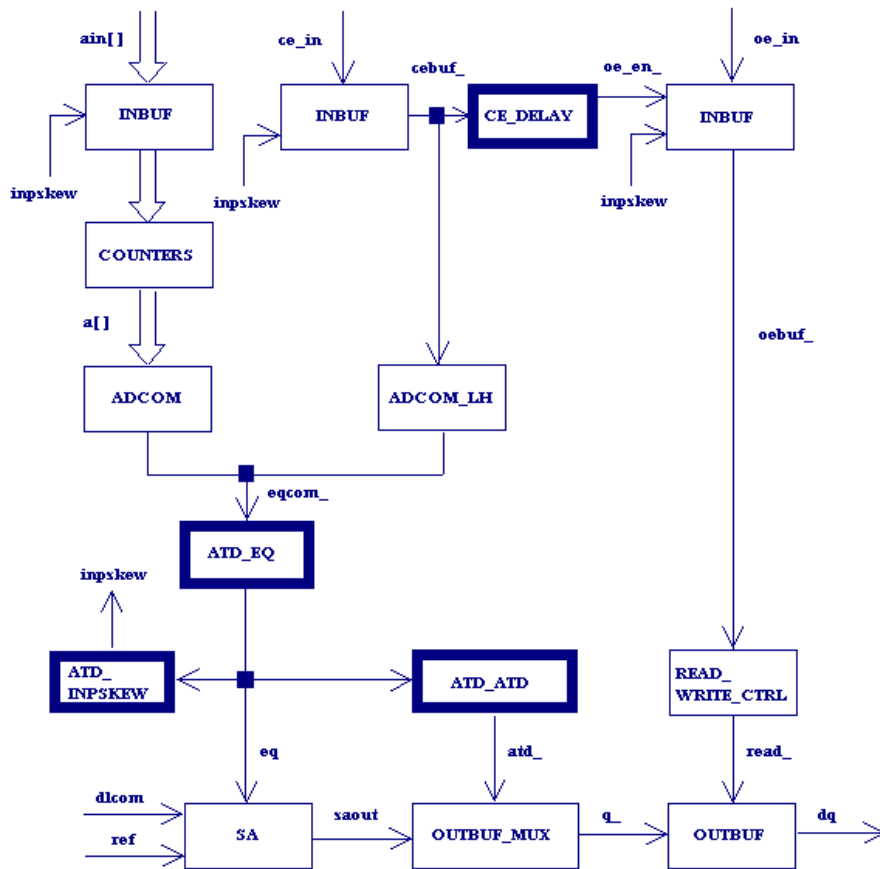 ain[]
ce_in
oe_in
cebuf_
oe_en_
INBUF
INBUF
CE_DELAY
INBUF
inpskew
inpskew
inpskew
COUNTERS
a[]
oebuf_
ADCOM
ADCOM_LH
eqcom_
ATD_EQ
inpskew
ATD_
INPSKEW
ATD_ATD
READ_
WRITE_CTRL
eq
atd_
read_
dlcom
ref
SA
saout
OUTBUF_MUX
q_
OUTBUF
dq